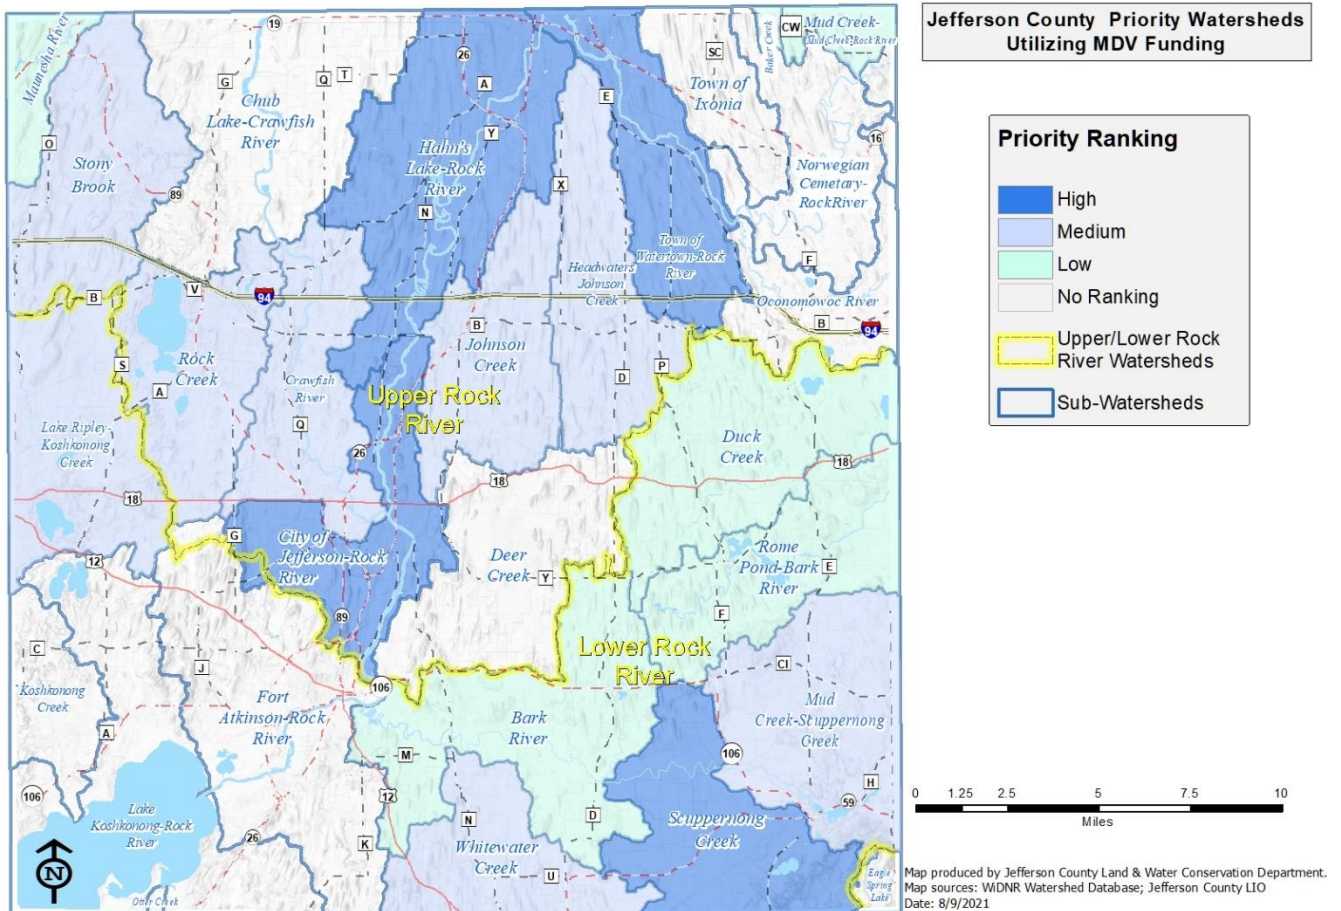 Jefferson County Priority Watersheds
Utilizing MDV Funding
Priority Ranking
High
Medium
Low
No Ranking
Upper/Lower Rock
River Watersheds
Sub-Watersheds
Maunesha River
19
G
Q
T
26
A
Y
SC
Baker Creek
CW
Mud Creek-
Mud Creek-Rock River
Chub
Lake-Crawfish
River
E
Town of
Ixonia
16
O
Stony
Brook
89
Hahn's
Lake-Rock
River
N
X
Norwegian
Cemetary-
RockRiver
Town of
Watertown-Rock
River
F
Headwaters
Johnson
Creek
B
V
94
Oconomowoc River
B
94
S
Rock
Creek
A
B
Johnson
Creek
D
P
Crawfish
River
Q
Upper Rock
River
Lake Ripley-
Koshkonong
Creek
26
Duck
Creek
18
18
18
G
City of
Jefferson-Rock
River
12
Deer
Creek
Y
Rome
Pond-Bark
River
E
89
F
C
J
Lower Rock
River
CI
Koshkonong
Creek
106
Fort
Atkinson-Rock
River
Bark
River
Mud
Creek-Scuppernong
Creek
A
M
106
H
106
12
59
Lake
Koshkonong-Rock
River
26
K
N
D
Scuppernong
Creek
Whitewater
Creek
U
Eagle
Spring
Lake
N
Otter Creek
0 1.25 2.5 5 7.5 10
Miles
Map produced by Jefferson County Land & Water Conservation Department.
Map sources: WiDNR Watershed Database; Jefferson County LIO
Date: 8/9/2021